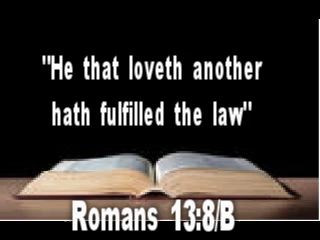 "He that loveth another
hath fulfilled the law"
Romans 13:8/B